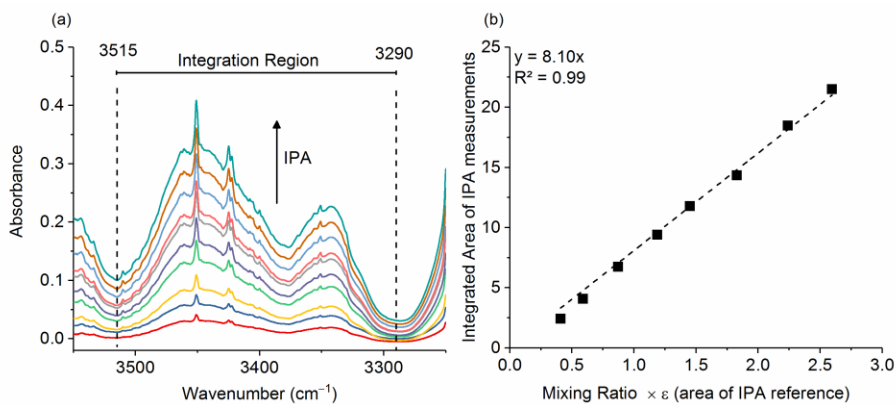 (a)
3515
3290
Integration Region
IPA
0.5
0.4
0.3
0.2
0.1
0.0
Absorbance
3500
3400
3300
Wavenumber (cm⁻¹)
(b)
y = 8.10x
R² = 0.99
25
20
15
10
5
0
Integrated Area of IPA measurements
0.0
0.5
1.0
1.5
2.0
2.5
3.0
Mixing Ratio × ε (area of IPA reference)